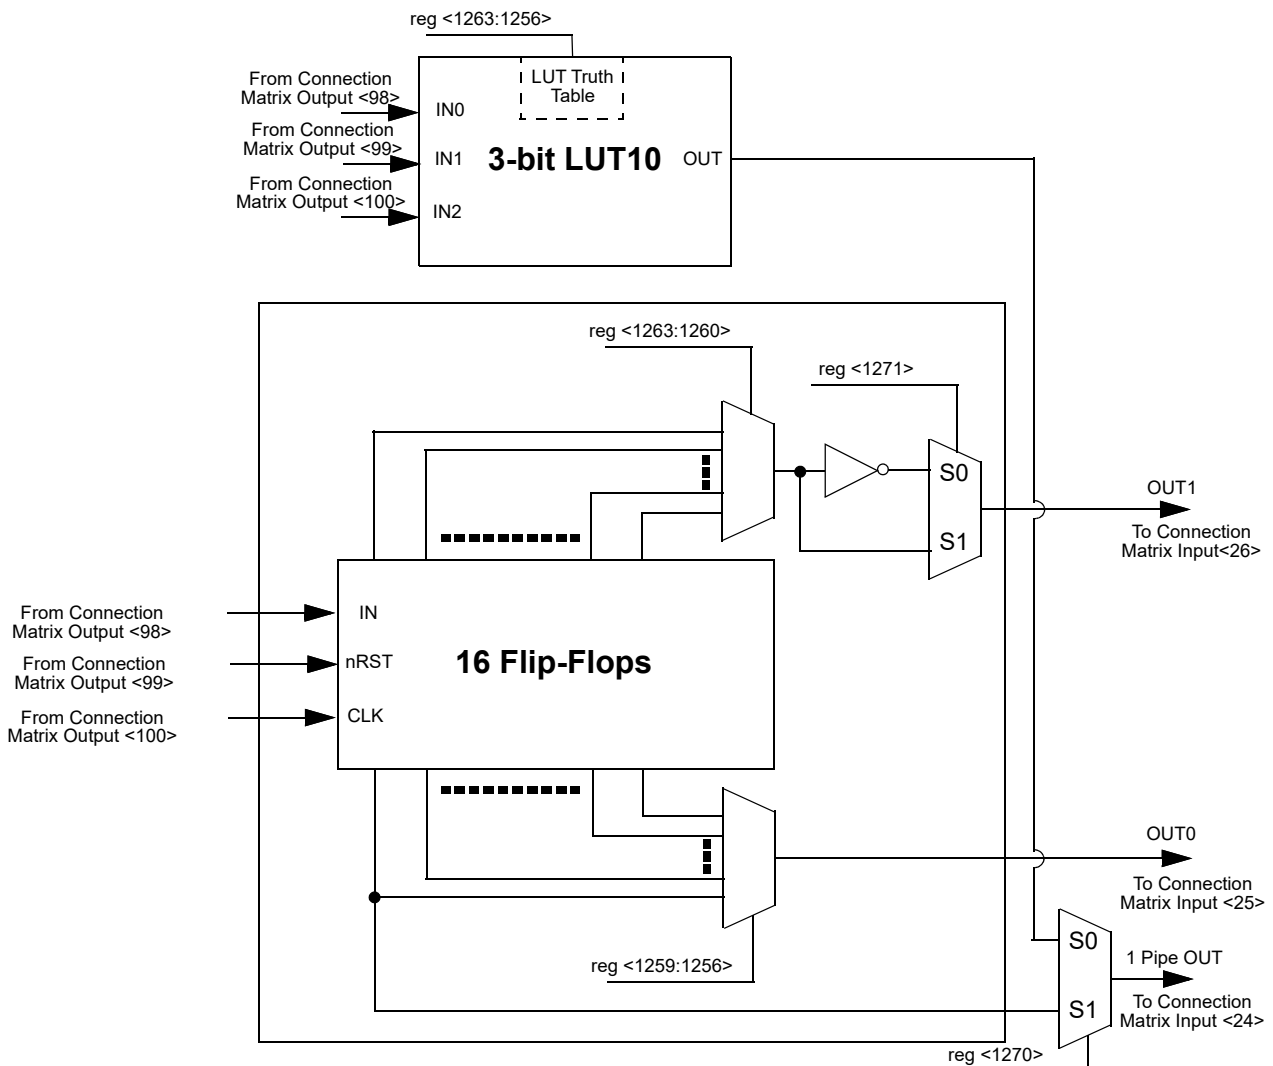 reg <1263:1256>
From Connection
Matrix Output <98>
LUT Truth
Table
IN0
From Connection
Matrix Output <99>
IN1
3-bit LUT10
OUT
From Connection
Matrix Output <100>
IN2
reg <1263:1260>
reg <1271>
S0
S1
OUT1
To Connection
Matrix Input<26>
From Connection
Matrix Output <98>
IN
From Connection
Matrix Output <99>
nRST
16 Flip-Flops
From Connection
Matrix Output <100>
CLK
OUT0
To Connection
Matrix Input <25>
reg <1259:1256>
S0
1 Pipe OUT
S1
To Connection
Matrix Input <24>
reg <1270>